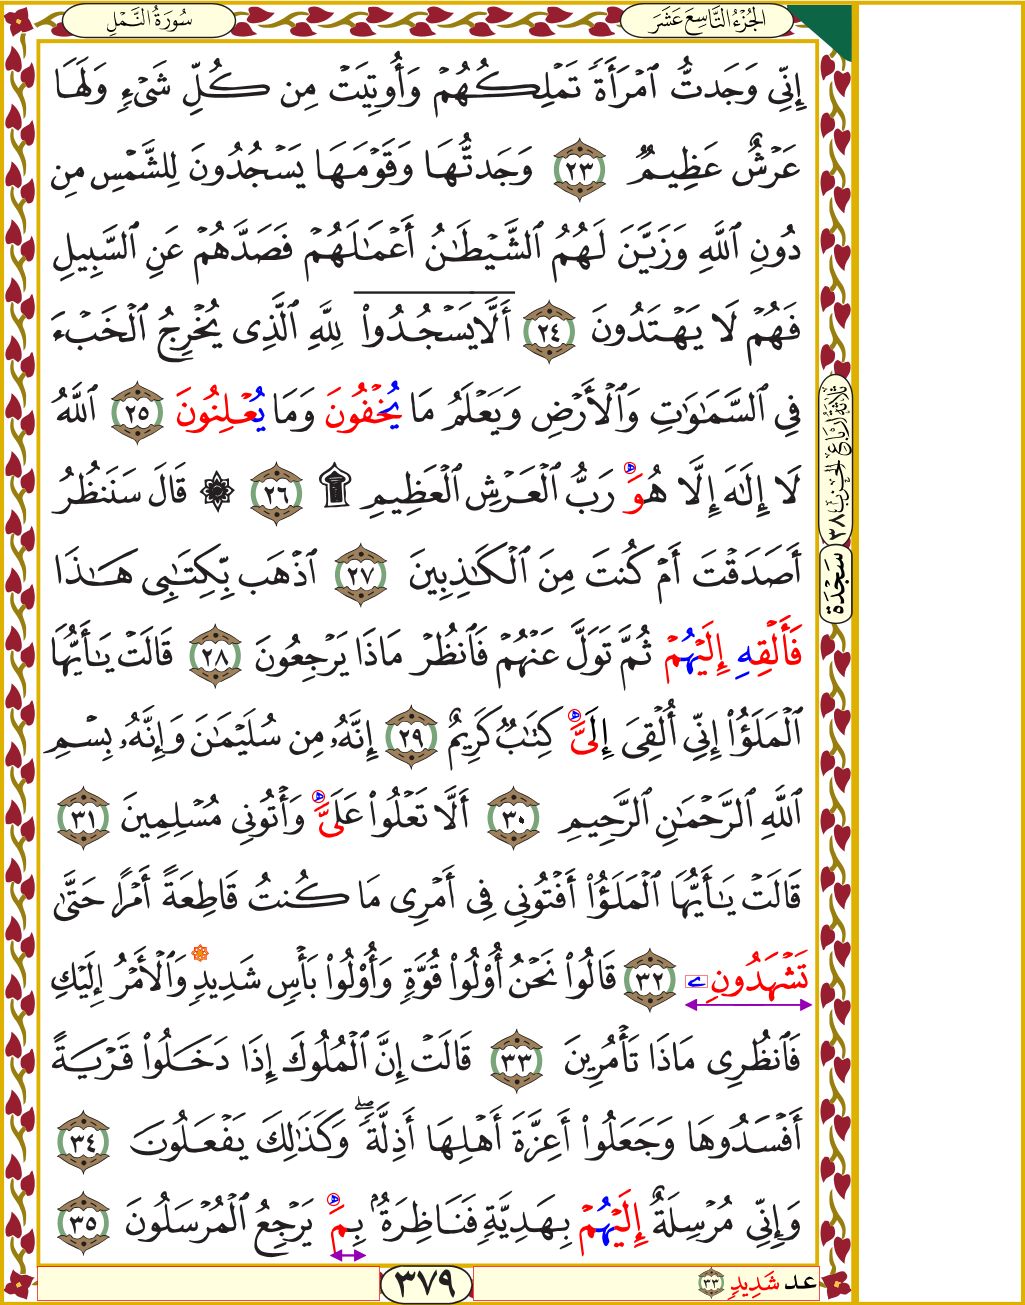 سُورَةُ النَّمْلِ
الجُزْءُ التَّاسِعَ عَشَرَ
إِنِّي وَجَدتُّ ٱمْرَأَةً تَمْلِكُهُمْ وَأُوتِيَتْ مِن كُلِّ شَيْءٍ وَلَهَا
عَرْشٌ عَظِيمٌ ٢٣ وَجَدتُّهَا وَقَوْمَهَا يَسْجُدُونَ لِلشَّمْسِ مِن
دُونِ ٱللَّهِ وَزَيَّنَ لَهُمُ ٱلشَّيْطَٰنُ أَعْمَٰلَهُمْ فَصَدَّهُمْ عَنِ ٱلسَّبِيلِ
فَهُمْ لَا يَهْتَدُونَ ٢٤ أَلَّا يَسْجُدُوا۟ لِلَّهِ ٱلَّذِى يُخْرِجُ ٱلْخَبْءَ
فِي ٱلسَّمَٰوَٰتِ وَٱلْأَرْضِ وَيَعْلَمُ مَا يُخْفُونَ وَمَا يُعْلِنُونَ ٢٥ ٱللَّهُ
لَا إِلَٰهَ إِلَّا هُوَ رَبُّ ٱلْعَرْشِ ٱلْعَظِيمِ ۩ ٢٦ ۞ قَالَ سَنَنظُرُ
أَصَدَقْتَ أَمْ كُنتَ مِنَ ٱلْكَٰذِبِينَ ٢٧ ٱذْهَب بِّكِتَٰبِى هَٰذَا
فَأَلْقِهِ إِلَيْهُمْ ثُمَّ تَوَلَّ عَنْهُمْ فَٱنظُرْ مَاذَا يَرْجِعُونَ ٢٨ قَالَتْ يَٰأَيُّهَا
ٱلْمَلَؤُا۟ إِنِّي أُلْقِىَ إِلَىَّ كِتَٰبٌ كَرِيمٌ ٢٩ إِنَّهُۥ مِن سُلَيْمَٰنَ وَإِنَّهُۥ بِسْمِ
ٱللَّهِ ٱلرَّحْمَٰنِ ٱلرَّحِيمِ ٣٠ أَلَّا تَعْلُوا۟ عَلَىَّ وَأْتُونِى مُسْلِمِينَ ٣١
قَالَتْ يَٰأَيُّهَا ٱلْمَلَؤُا۟ أَفْتُونِى فِى أَمْرِى مَا كُنتُ قَاطِعَةً أَمْرًا حَتَّىٰ
تَشْهَدُونِۦ ٣٢ قَالُوا۟ نَحْنُ أُو۟لُوا۟ قُوَّةٍ وَأُو۟لُوا۟ بَأْسٍ شَدِيدٍ وَٱلْأَمْرُ إِلَيْكِ
فَٱنظُرِى مَاذَا تَأْمُرِينَ ٣٣ قَالَتْ إِنَّ ٱلْمُلُوكَ إِذَا دَخَلُوا۟ قَرْيَةً
أَفْسَدُوهَا وَجَعَلُوا۟ أَعِزَّةَ أَهْلِهَا أَذِلَّةً ۖ وَكَذَٰلِكَ يَفْعَلُونَ ٣٤
وَإِنِّي مُرْسِلَةٌ إِلَيْهُمْ بِهَدِيَّةٍ فَنَاظِرَةٌۢ بِمَ يَرْجِعُ ٱلْمُرْسَلُونَ ٣٥
ثَلَاثَةُ أَرْبَاعِ الحِزْبِ ٣٨
سَجْدَة
عد شَدِيدٍ ٣٣
٣٧٩